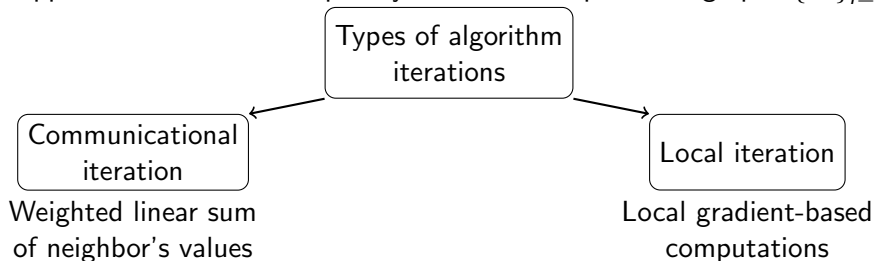 Types of algorithm
iterations
Communicational
iteration
Local iteration
Weighted linear sum
of neighbor's values
Local gradient-based
computations